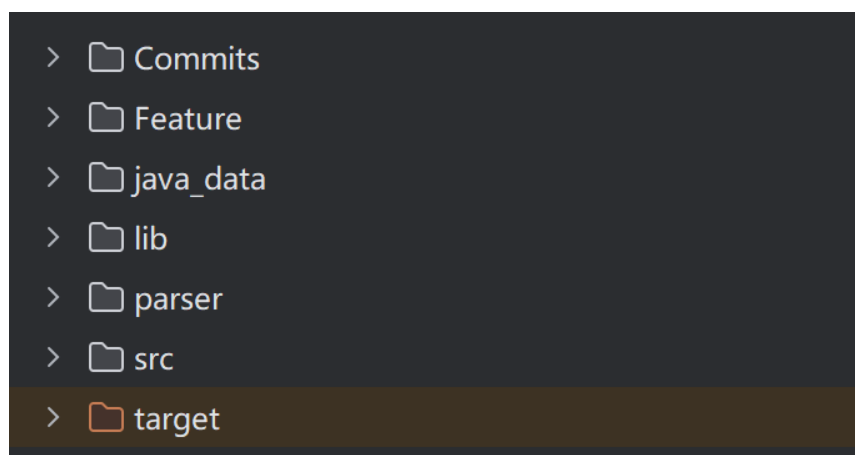 Commits
Feature
java_data
lib
parser
src
target